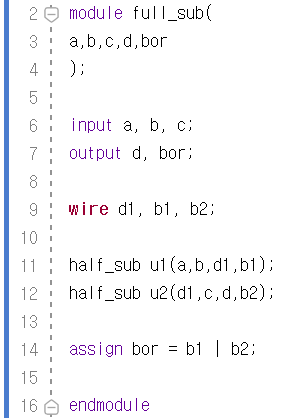 2 module full_sub(
3 a,b,c,d,bor
4 );
5
6 input a, b, c;
7 output d, bor;
8
9 wire d1, b1, b2;
10
11 half_sub u1(a,b,d1,b1);
12 half_sub u2(d1,c,d,b2);
13
14 assign bor = b1 | b2;
15
16 endmodule